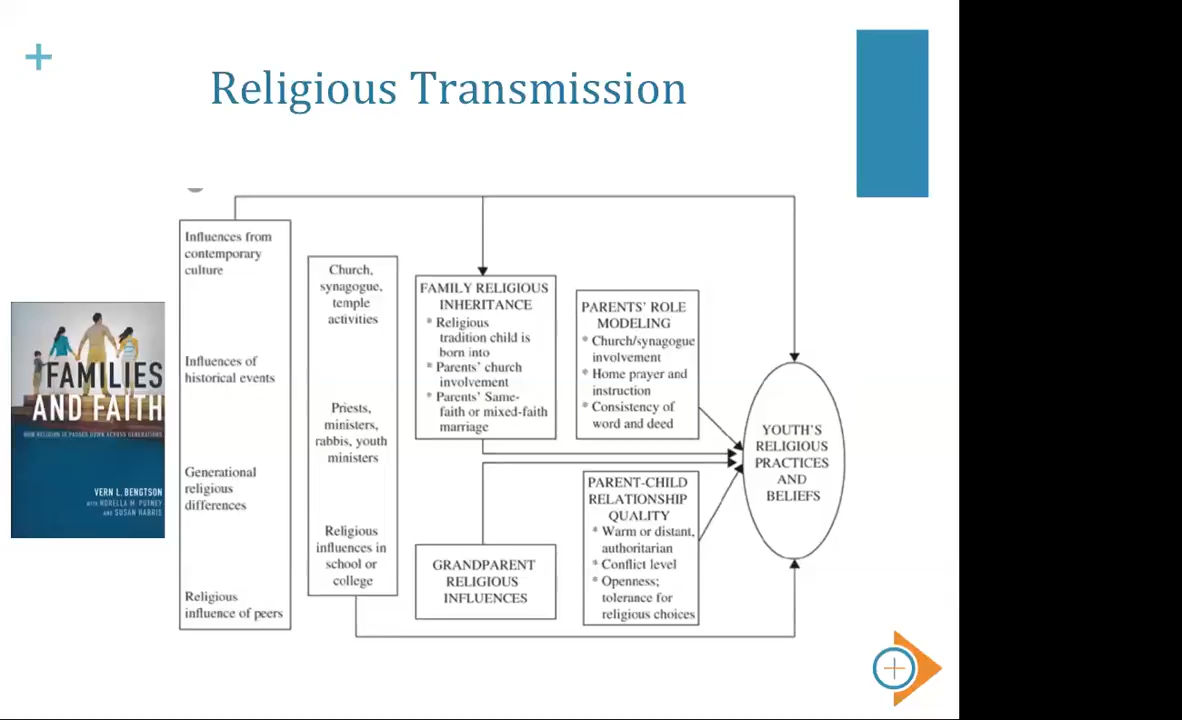 Religious Transmission
FAMILIES
AND FAITH
HOW RELIGION IS PASSED DOWN ACROSS GENERATIONS
VERN L. BENGTSON
WITH NORELLA M. PUTNEY
AND SUSAN HARRIS
Influences from
contemporary
culture
Influences of
historical events
Generational
religious
differences
Religious
influence of peers
Church,
synagogue,
temple
activities
Priests,
ministers,
rabbis, youth
ministers
Religious
influences in
school or
college
FAMILY RELIGIOUS
INHERITANCE
* Religious
tradition child is
born into
* Parents' church
involvement
* Parents' Same-
faith or mixed-faith
marriage
GRANDPARENT
RELIGIOUS
INFLUENCES
PARENTS' ROLE
MODELING
* Church/synagogue
involvement
* Home prayer and
instruction
* Consistency of
word and deed
PARENT-CHILD
RELATIONSHIP
QUALITY
* Warm or distant,
authoritarian
* Conflict level
* Openness;
tolerance for
religious choices
YOUTH'S
RELIGIOUS
PRACTICES
AND
BELIEFS